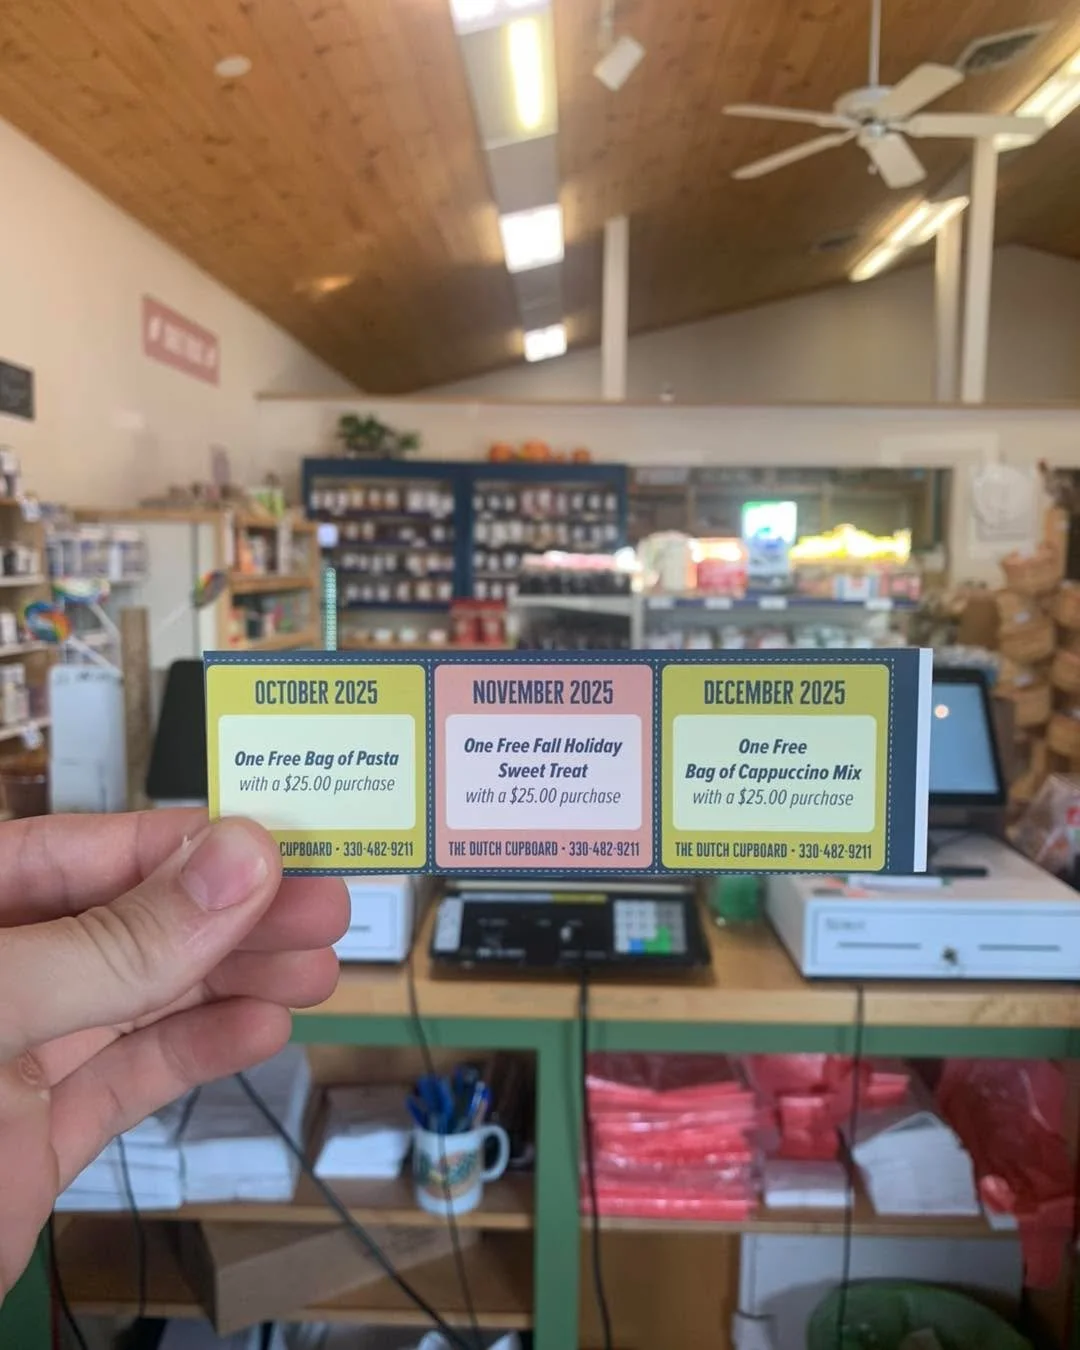 OCTOBER 2025
One Free Bag of Pasta
with a $25.00 purchase
CUPBOARD • 330-482-9211
NOVEMBER 2025
One Free Fall Holiday
Sweet Treat
with a $25.00 purchase
THE DUTCH CUPBOARD • 330-482-9211
DECEMBER 2025
One Free
Bag of Cappuccino Mix
with a $25.00 purchase
THE DUTCH CUPBOARD • 330-482-9211